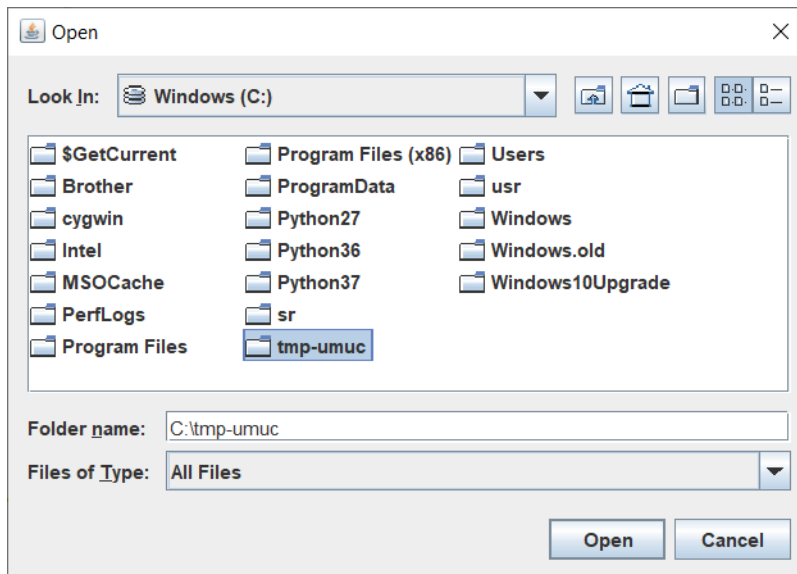 Open
Look In: Windows (C:)
$GetCurrent Program Files (x86) Users
Brother ProgramData usr
cygwin Python27 Windows
Intel Python36 Windows.old
MSOCache Python37 Windows10Upgrade
PerfLogs sr
Program Files tmp-umuc
Folder name: C:\tmp-umuc
Files of Type: All Files
Open Cancel